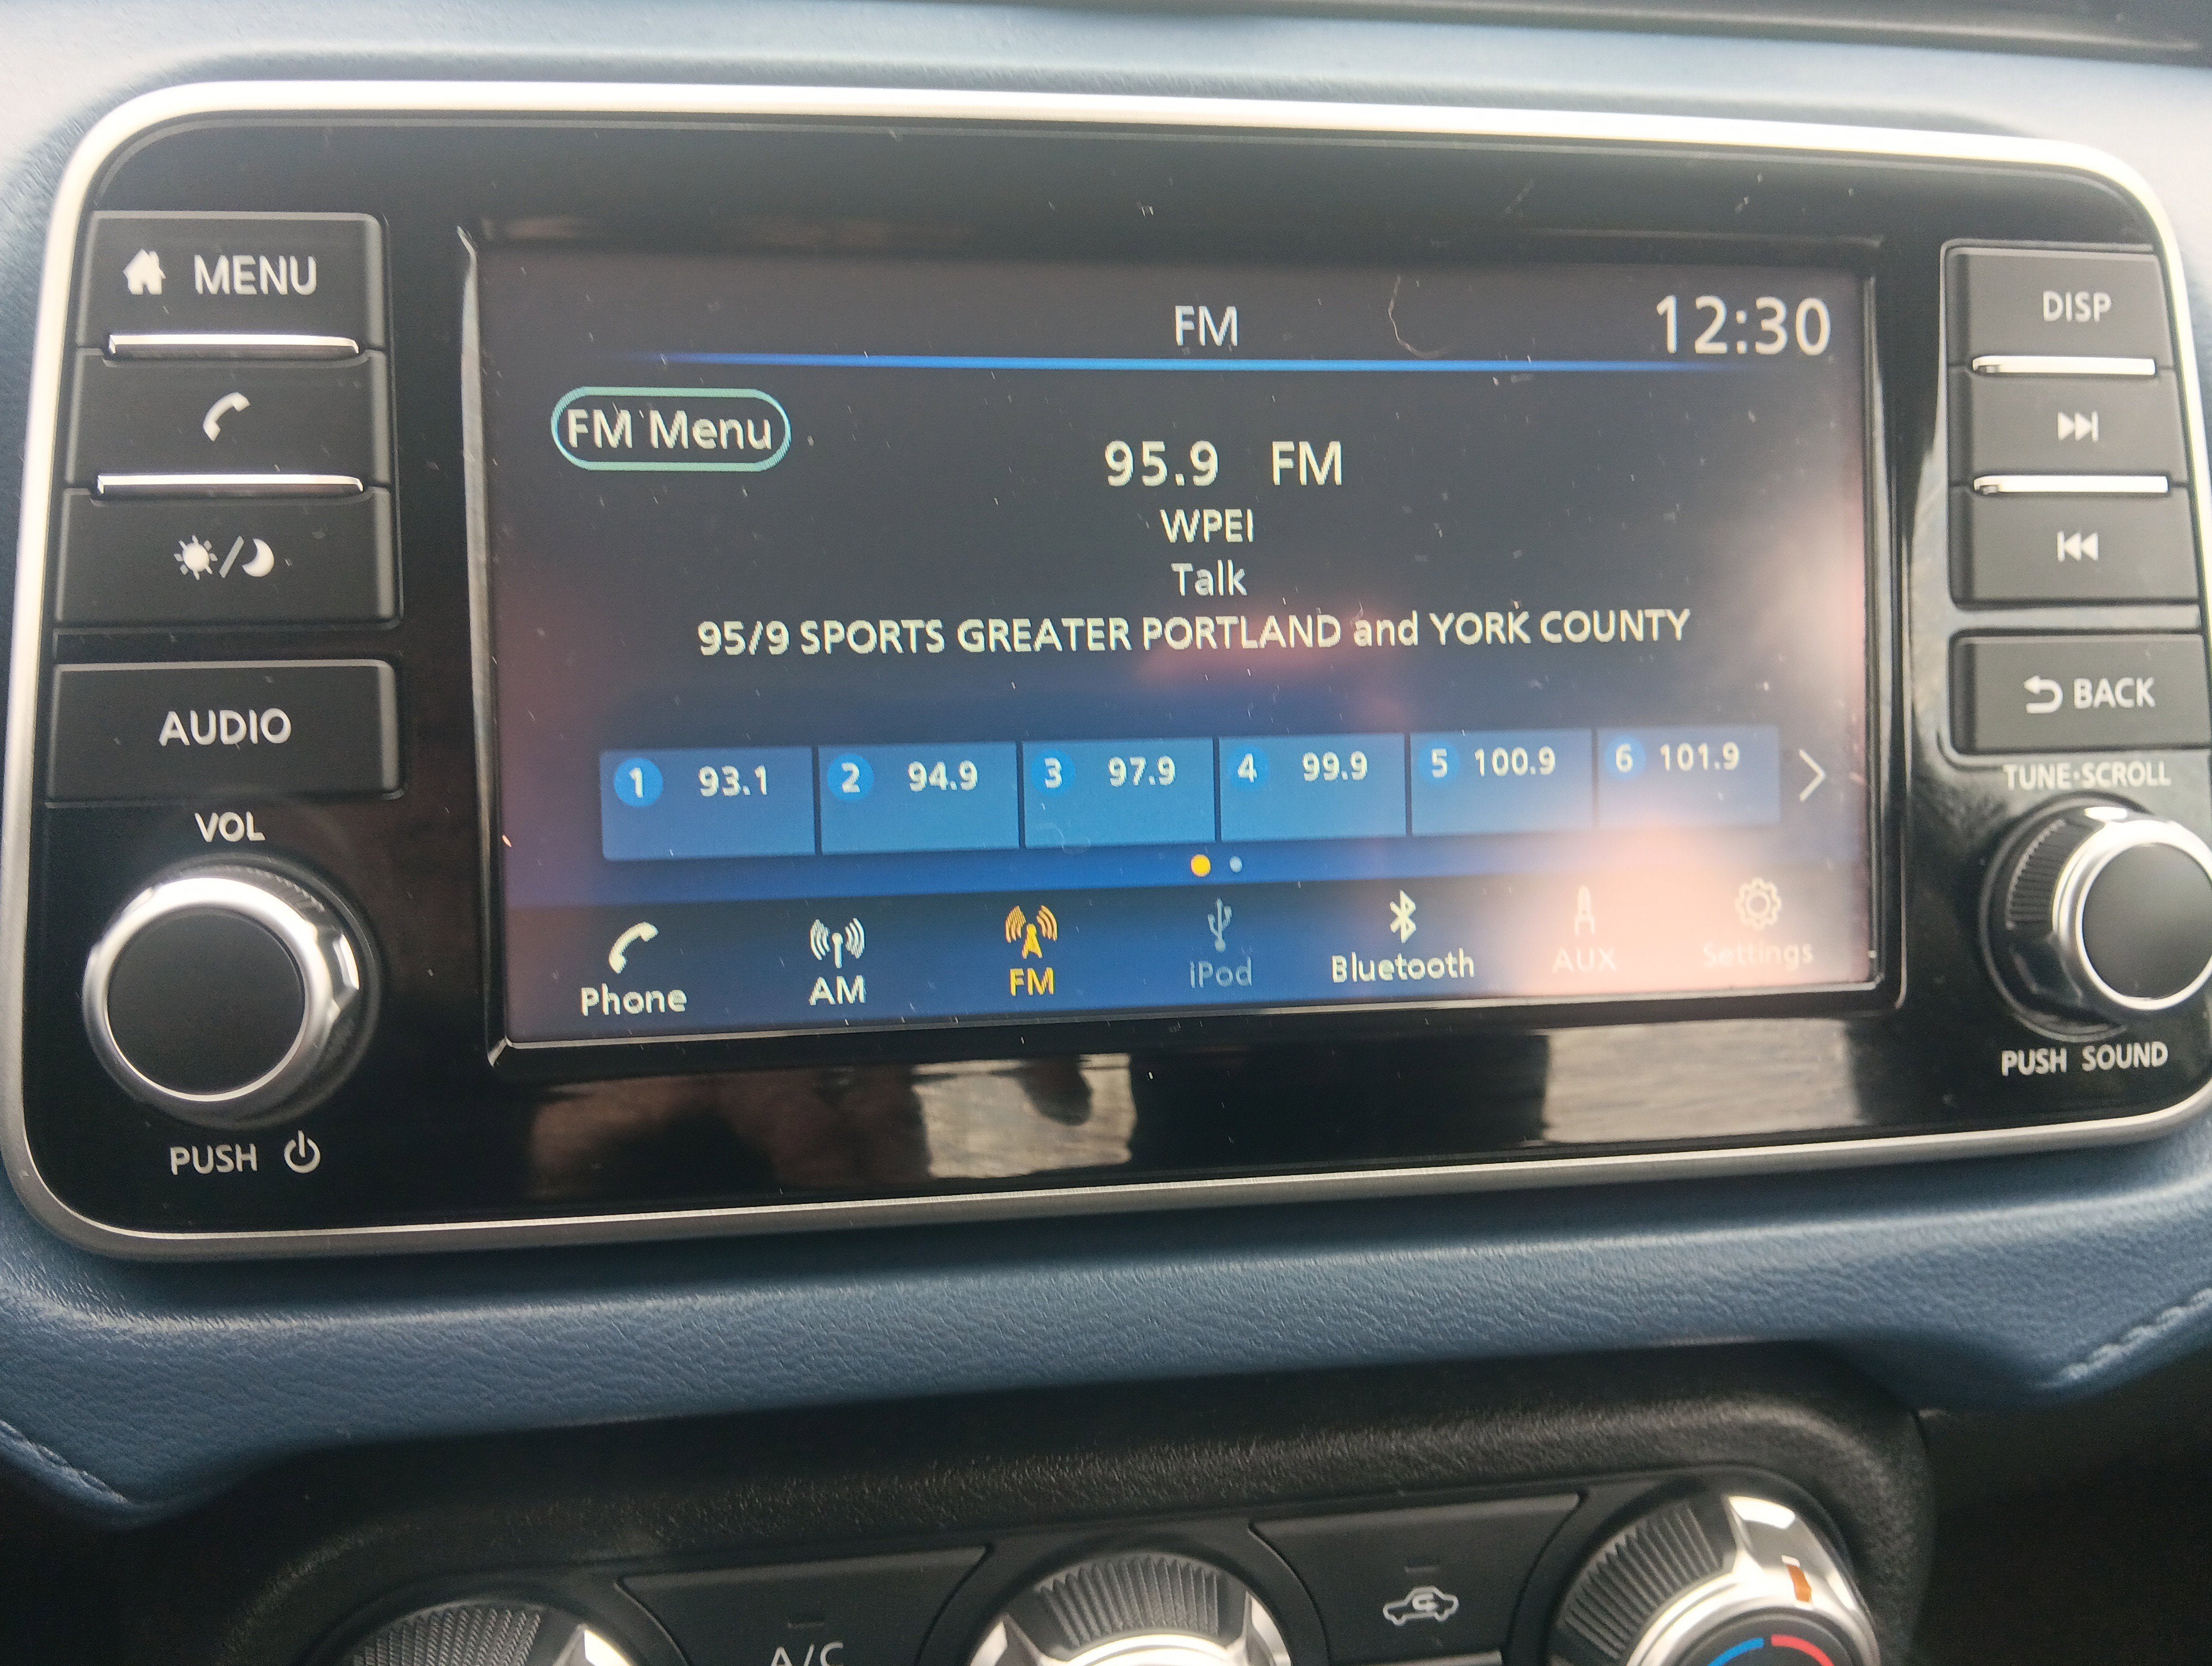 MENU
DISP
FM
12:30
FM Menu
95.9 FM
WPEI
Talk
95/9 SPORTS GREATER PORTLAND and YORK COUNTY
BACK
AUDIO
1 93.1
2 94.9
3 97.9
4 99.9
5 100.9
6 101.9
TUNE·SCROLL
VOL
Phone
AM
FM
iPod
Bluetooth
AUX
Settings
PUSH SOUND
PUSH
A/C